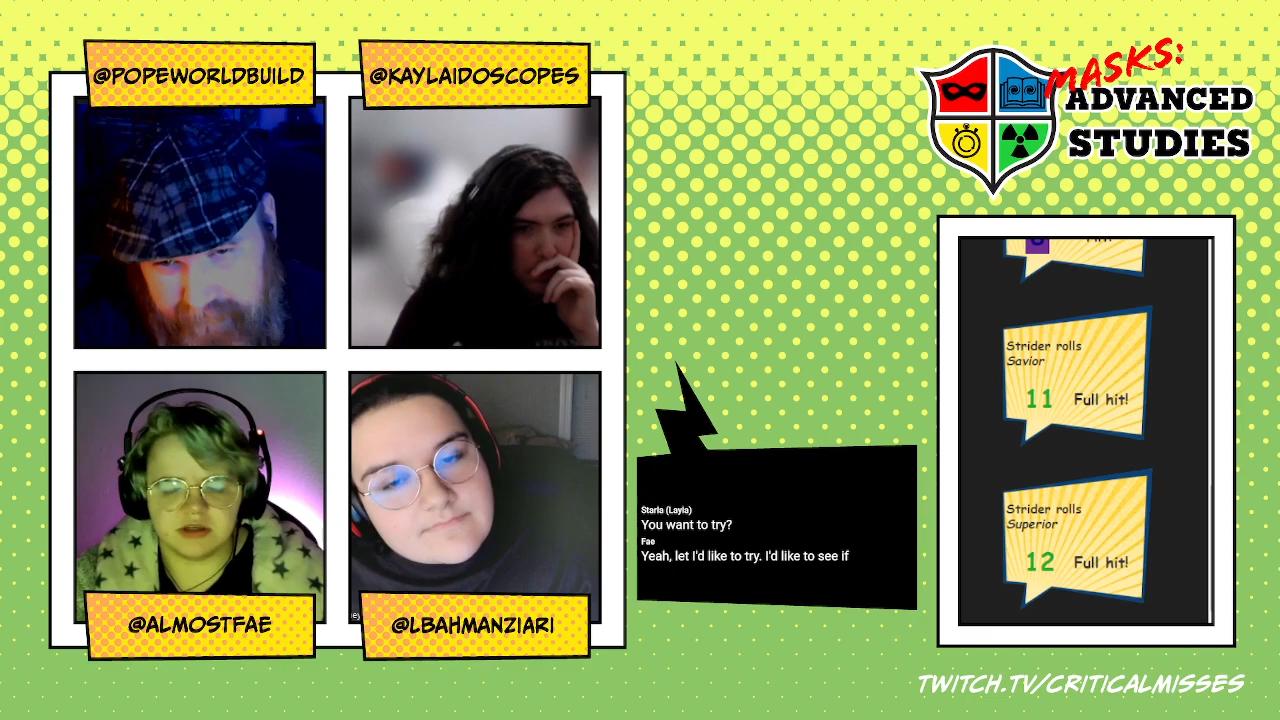 @POPEWORLDBUILD
@KAYLAIDOSCOPES
@ALMOSTFAE
@LBAHMANZIARI
Starla (Layla)
You want to try?
Fae
Yeah, let I'd like to try. I'd like to see if
MASKS:
ADVANCED
STUDIES
Strider rolls
Savior
11 Full hit!
Strider rolls
Superior
12 Full hit!
TWITCH.TV/CRITICALMISSES